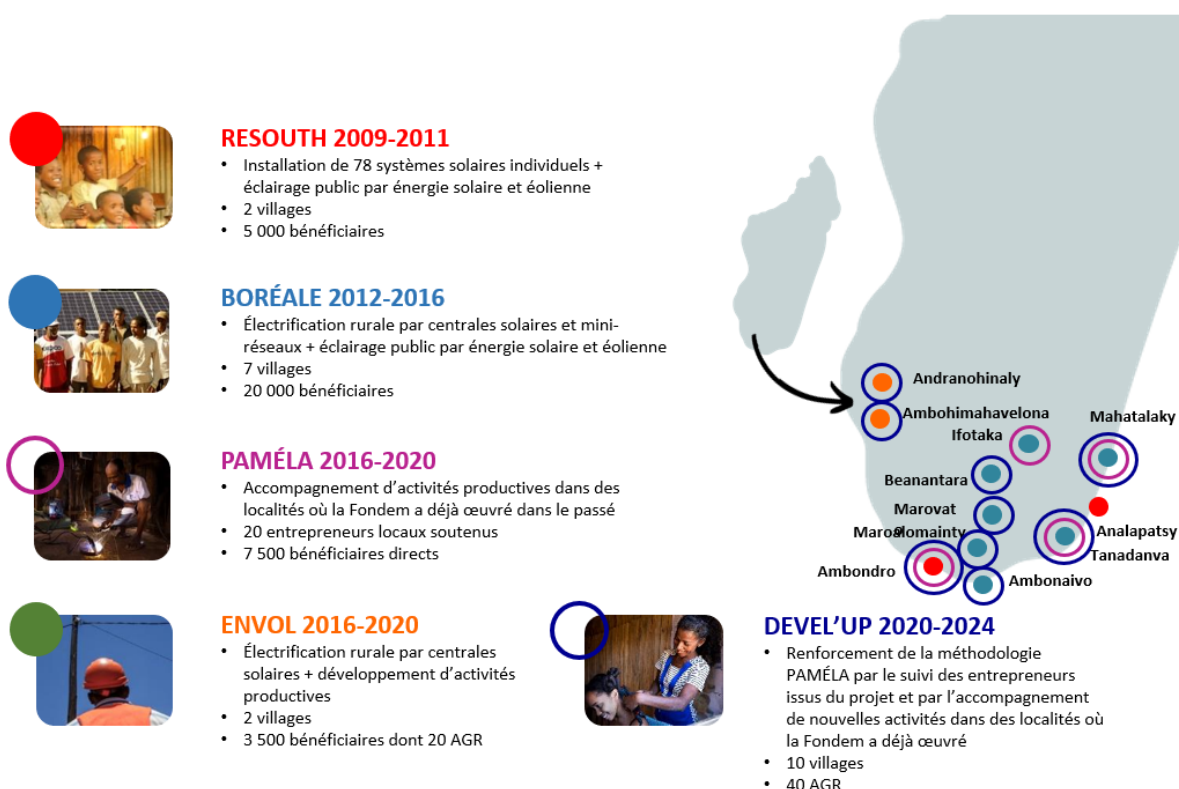 RESOUTH 2009-2011
• Installation de 78 systèmes solaires individuels +
éclairage public par énergie solaire et éolienne
• 2 villages
• 5 000 bénéficiaires
BORÉALE 2012-2016
• Électrification rurale par centrales solaires et mini-
réseaux + éclairage public par énergie solaire et éolienne
• 7 villages
• 20 000 bénéficiaires
PAMÉLA 2016-2020
• Accompagnement d'activités productives dans des
localités où la Fondem a déjà œuvré dans le passé
• 20 entrepreneurs locaux soutenus
• 7 500 bénéficiaires directs
ENVOL 2016-2020
• Électrification rurale par centrales
solaires + développement d'activités
productives
• 2 villages
• 3 500 bénéficiaires dont 20 AGR
Andranohinaly
Ambohimahavelona
Ifotaka
Mahatalaky
Beanantara
Marovat
Maroalomainty
Analapatsy
Tanadanva
Ambondro
Ambonaivo
DEVEL'UP 2020-2024
• Renforcement de la méthodologie
PAMÉLA par le suivi des entrepreneurs
issus du projet et par l'accompagnement
de nouvelles activités dans des localités où
la Fondem a déjà œuvré
• 10 villages
• 40 AGR